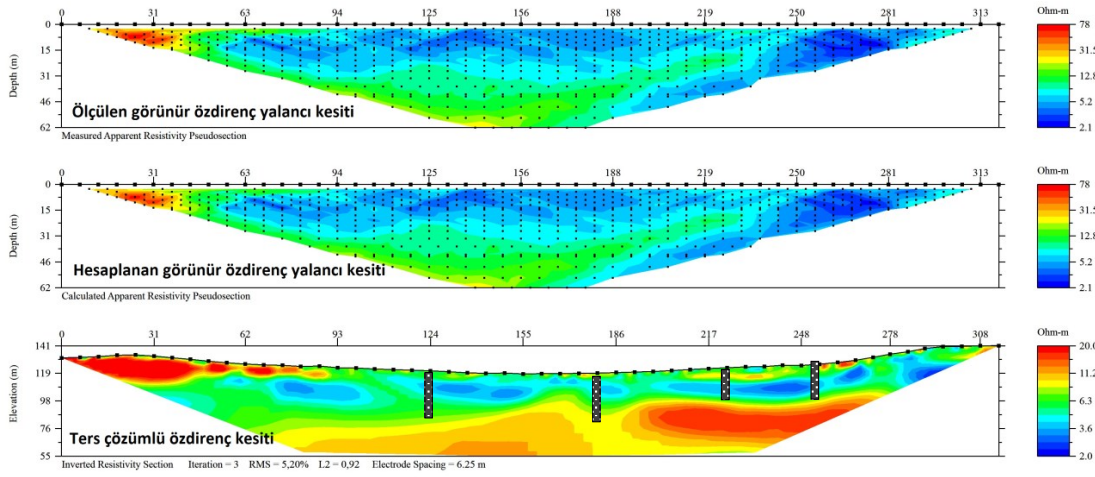 Ohm-m
0 31 63 94 125 156 188 219 250 281 313
78
31.5
12.8
5.2
2.1
0
15
31
46
62
Depth (m)
Ölçülen görünür özdirenç yalancı kesiti
Measured Apparent Resistivity Pseudosection
Ohm-m
0 31 63 94 125 156 188 219 250 281 313
78
31.5
12.8
5.2
2.1
0
15
31
46
62
Depth (m)
Hesaplanan görünür özdirenç yalancı kesiti
Calculated Apparent Resistivity Pseudosection
Ohm-m
0 31 62 93 124 155 186 217 248 278 308
20.0
11.2
6.3
3.6
2.0
141
119
98
76
55
Elevation (m)
Ters çözümlü özdirenç kesiti
Inverted Resistivity Section Iteration = 3 RMS = 5,20% L2 = 0,92 Electrode Spacing = 6.25 m